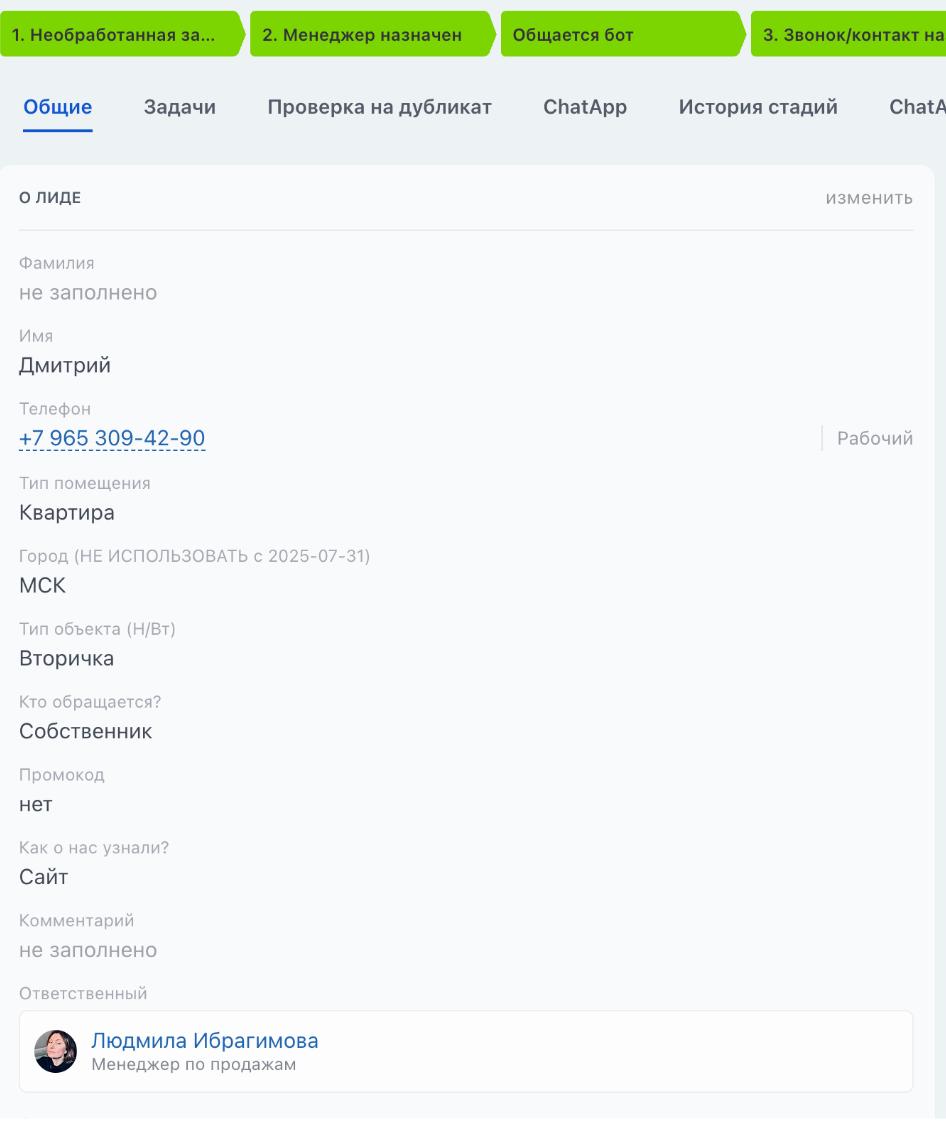 1. Необработанная за...
2. Менеджер назначен
Общается бот
3. Звонок/контакт на
Общие
Задачи
Проверка на дубликат
ChatApp
История стадий
ChatA
О ЛИДЕ
изменить
Фамилия
не заполнено
Имя
Дмитрий
Телефон
+7 965 309-42-90
Рабочий
Тип помещения
Квартира
Город (НЕ ИСПОЛЬЗОВАТЬ с 2025-07-31)
МСК
Тип объекта (Н/Вт)
Вторичка
Кто обращается?
Собственник
Промокод
нет
Как о нас узнали?
Сайт
Комментарий
не заполнено
Ответственный
Людмила Ибрагимова
Менеджер по продажам